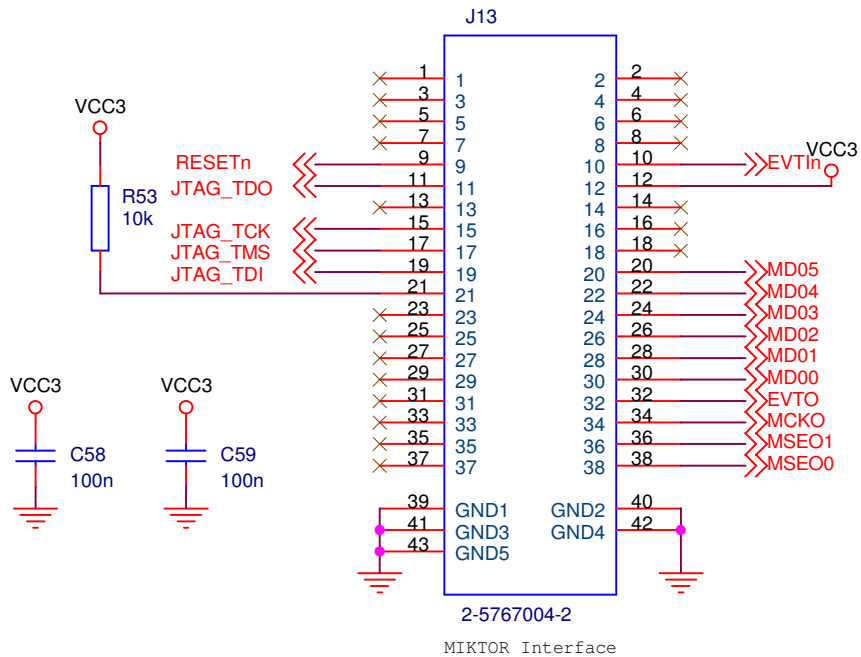 J13
1 1 2 2
3 3 4 4
VCC3
5 5 6 6
7 7 8 8
VCC3
RESETn 9 9 10 10 EVTIn
JTAG_TDO 11 11 12 12
R53
13 13 14 14
10k
JTAG_TCK 15 15 16 16
JTAG_TMS 17 17 18 18
JTAG_TDI 19 19 20 20 MD05
21 21 22 22 MD04
23 23 24 24 MD03
25 25 26 26 MD02
27 27 28 28 MD01
VCC3 VCC3
29 29 30 30 MD00
31 31 32 32 EVTO
33 33 34 34 MCKO
35 35 36 36 MSEO1
C58 C59
37 37 38 38 MSEO0
100n 100n
39 GND1 GND2 40
41 GND3 GND4 42
43 GND5
2-5767004-2
MIKTOR Interface